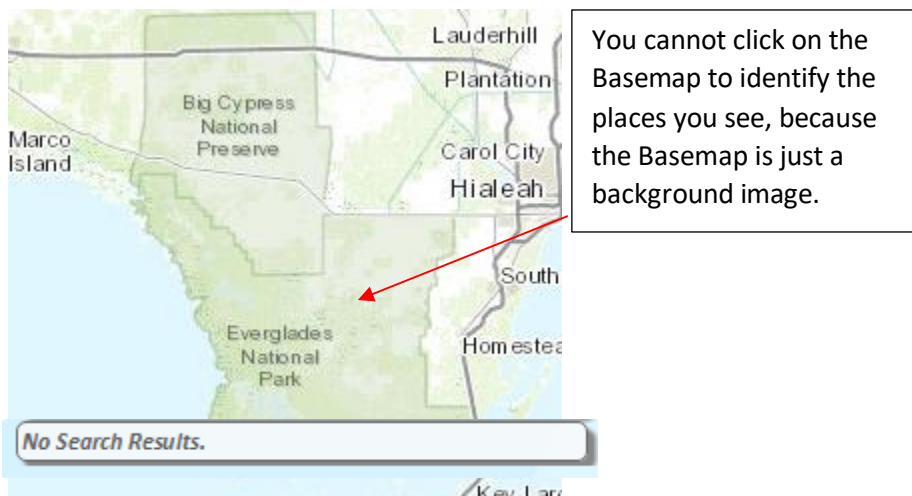 Lauderhill
Plantation
Big Cypress
National
Preserve
Marco
Island
Carol City
Hialeah
South
Everglades
National
Park
Homestea
No Search Results.
Key Lar
You cannot click on the
Basemap to identify the
places you see, because
the Basemap is just a
background image.